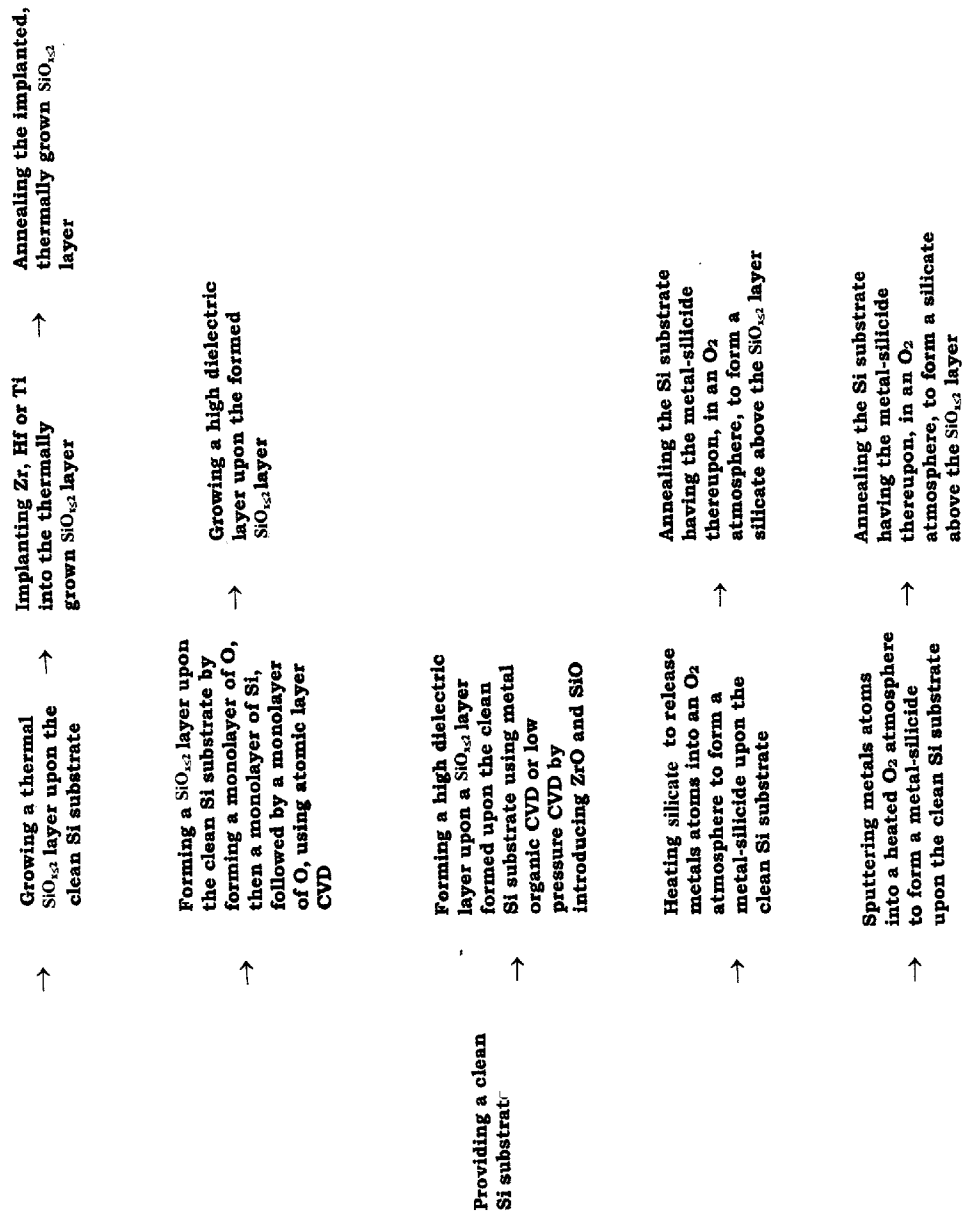 Providing a clean
Si substrate
→
Growing a thermal
SiOₓ≤₂ layer upon the
clean Si substrate
→
Implanting Zr, Hf or Ti
into the thermally
grown SiOₓ≤₂ layer
→
Annealing the implanted,
thermally grown SiOₓ≤₂
layer
→
Forming a SiOₓ≤₂ layer upon
the clean Si substrate by
forming a monolayer of O,
then a monolayer of Si,
followed by a monolayer
of O, using atomic layer
CVD
→
Growing a high dielectric
layer upon the formed
SiOₓ≤₂ layer
→
Forming a high dielectric
layer upon a SiOₓ≤₂ layer
formed upon the clean
Si substrate using metal
organic CVD or low
pressure CVD by
introducing ZrO and SiO
→
Heating silicate to release
metals atoms into an O₂
atmosphere to form a
metal-silicide upon the
clean Si substrate
→
Annealing the Si substrate
having the metal-silicide
thereupon, in an O₂
atmosphere, to form a
silicate above the SiOₓ≤₂ layer
→
Sputtering metals atoms
into a heated O₂ atmosphere
to form a metal-silicide
upon the clean Si substrate
→
Annealing the Si substrate
having the metal-silicide
thereupon, in an O₂
atmosphere, to form a silicate
above the SiOₓ≤₂ layer